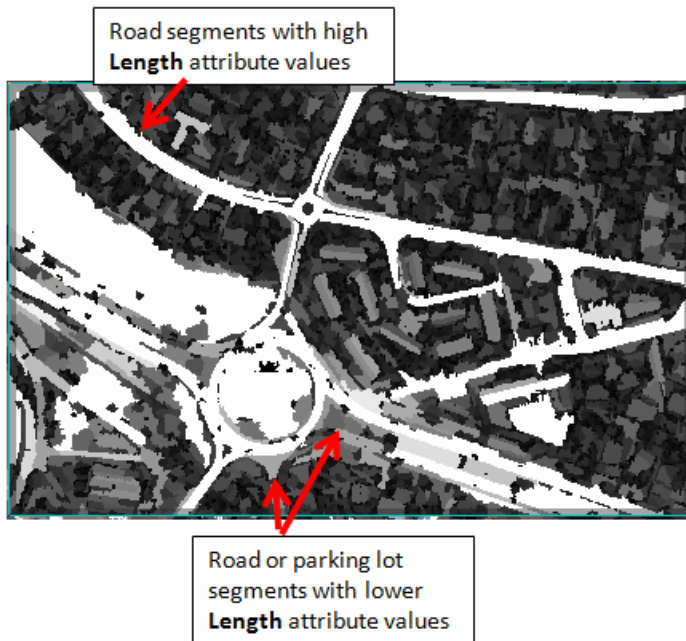 Road segments with high
Length attribute values
Road or parking lot
segments with lower
Length attribute values